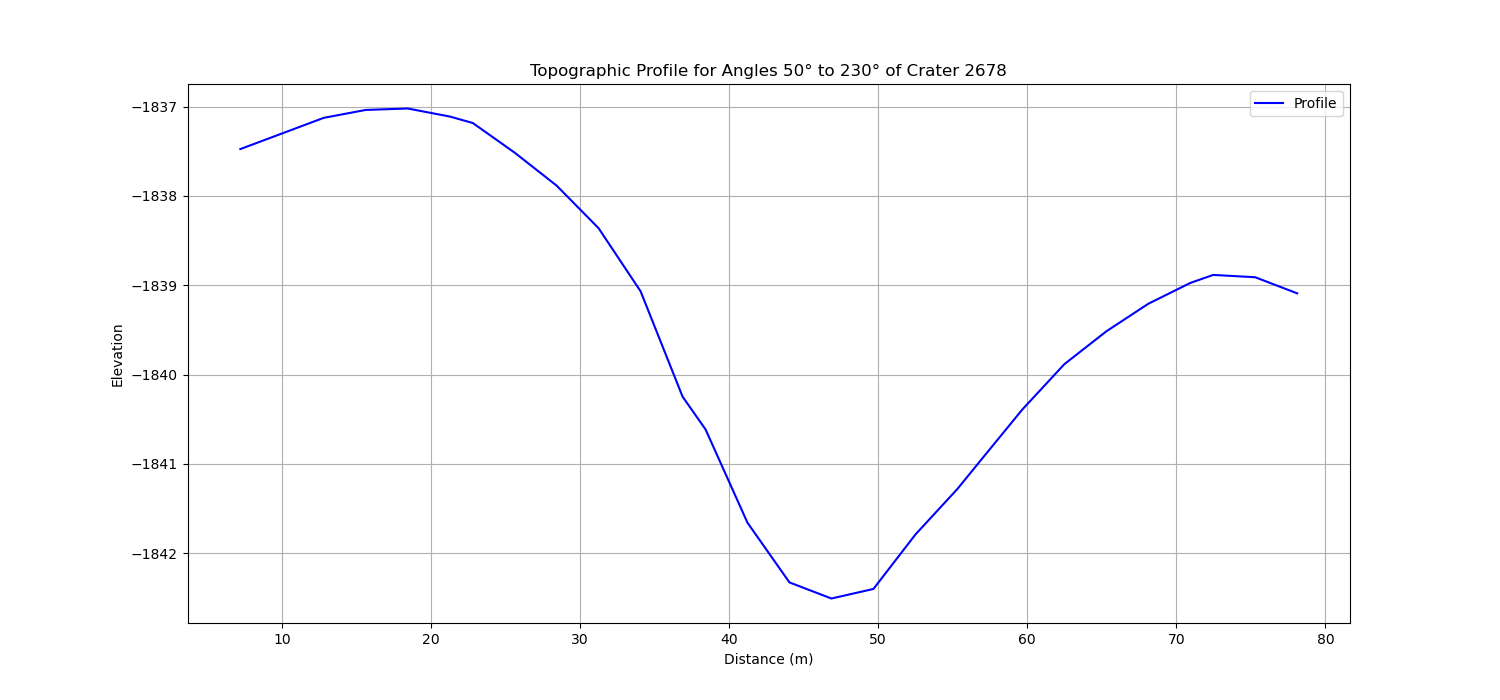 Topographic Profile for Angles 50° to 230° of Crater 2678
Profile
−1837
−1838
−1839
−1840
−1841
−1842
Elevation
10 20 30 40 50 60 70 80
Distance (m)